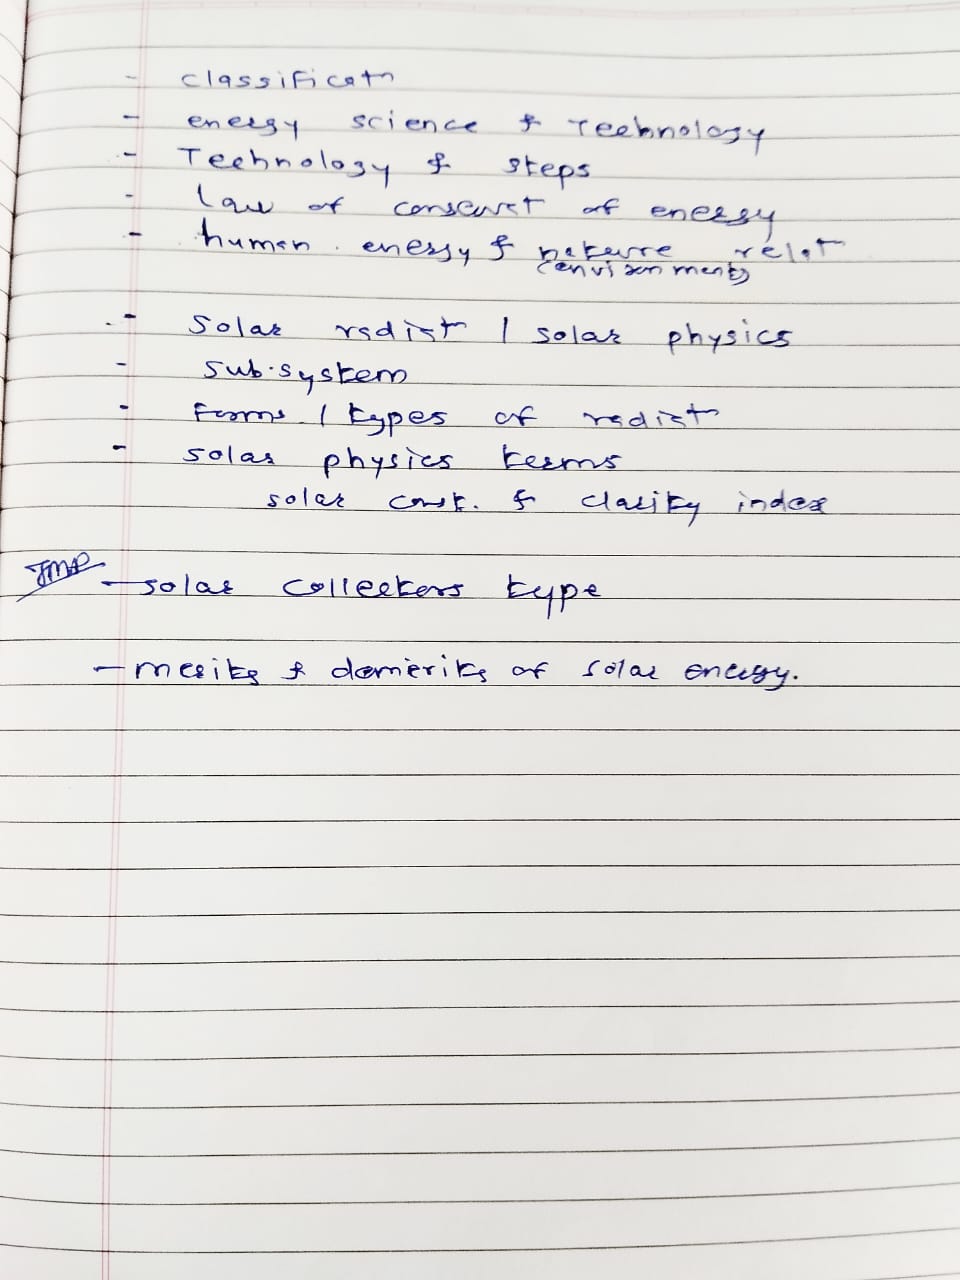 - classificatn
- energy science & Technology
- Technology & steps
- Law of conservatn of energy
- human energy & nature relatn
(environment)
- Solar radiatn / solar physics
- sub-system
- Forms / types of radiatn
- solar physics terms
solar const. & clarity index
IMP - solar collectors type
- merits & demerits of solar energy.